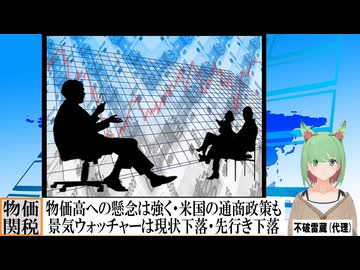 物価
関税
物価高への懸念は強く・米国の通商政策も
景気ウォッチャーは現状下落・先行き下落
不破雷蔵(代理)